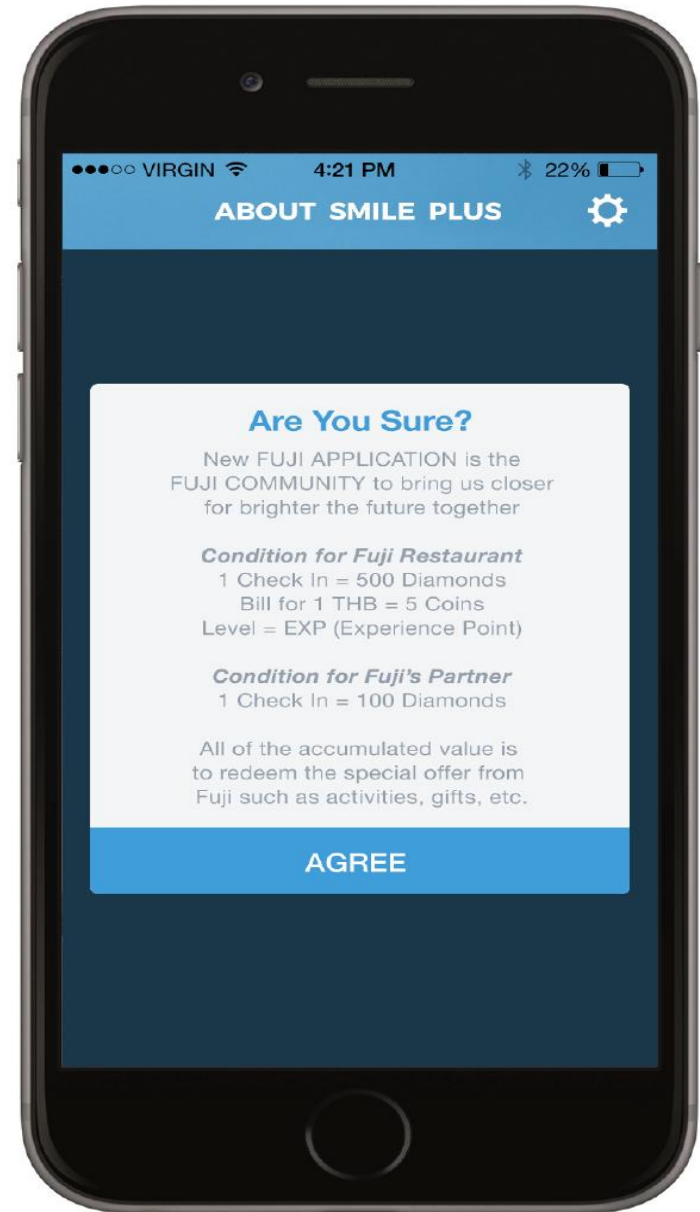 VIRGIN 4:21 PM 22%
ABOUT SMILE PLUS
Are You Sure?
New FUJI APPLICATION is the
FUJI COMMUNITY to bring us closer
for brighter the future together
Condition for Fuji Restaurant
1 Check In = 500 Diamonds
Bill for 1 THB = 5 Coins
Level = EXP (Experience Point)
Condition for Fuji's Partner
1 Check In = 100 Diamonds
All of the accumulated value is
to redeem the special offer from
Fuji such as activities, gifts, etc.
AGREE